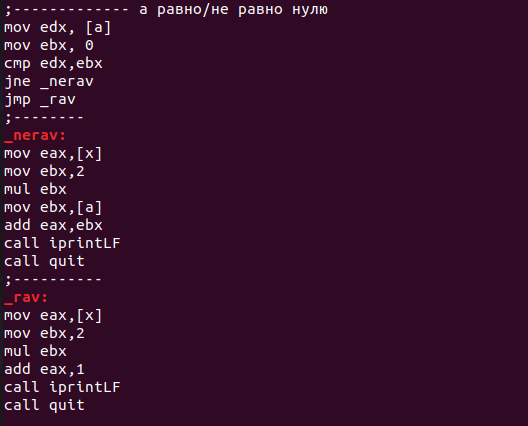 ;------------- а равно/не равно нулю
mov edx, [a]
mov ebx, 0
cmp edx,ebx
jne _nerav
jmp _rav
;--------
_nerav:
mov eax,[x]
mov ebx,2
mul ebx
mov ebx,[a]
add eax,ebx
call iprintLF
call quit
;----------
_rav:
mov eax,[x]
mov ebx,2
mul ebx
add eax,1
call iprintLF
call quit